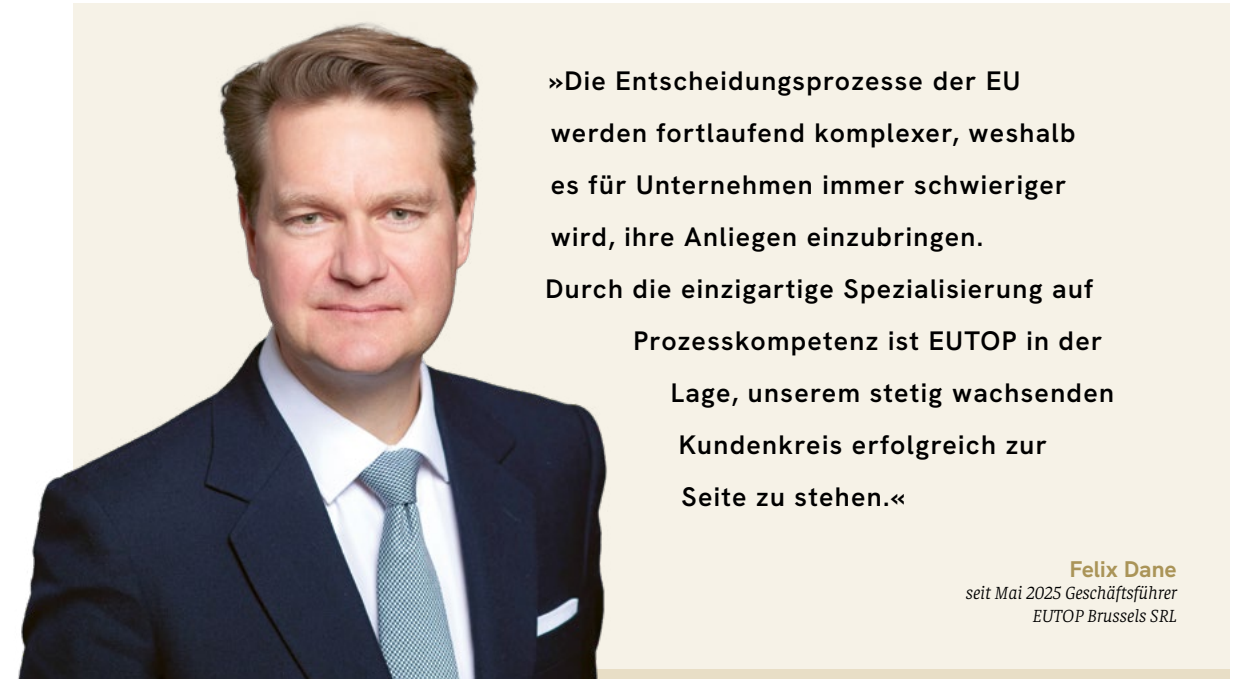 »Die Entscheidungsprozesse der EU
werden fortlaufend komplexer, weshalb
es für Unternehmen immer schwieriger
wird, ihre Anliegen einzubringen.
Durch die einzigartige Spezialisierung auf
Prozesskompetenz ist EUTOP in der
Lage, unserem stetig wachsenden
Kundenkreis erfolgreich zur
Seite zu stehen.«
Felix Dane
seit Mai 2025 Geschäftsführer
EUTOP Brussels SRL